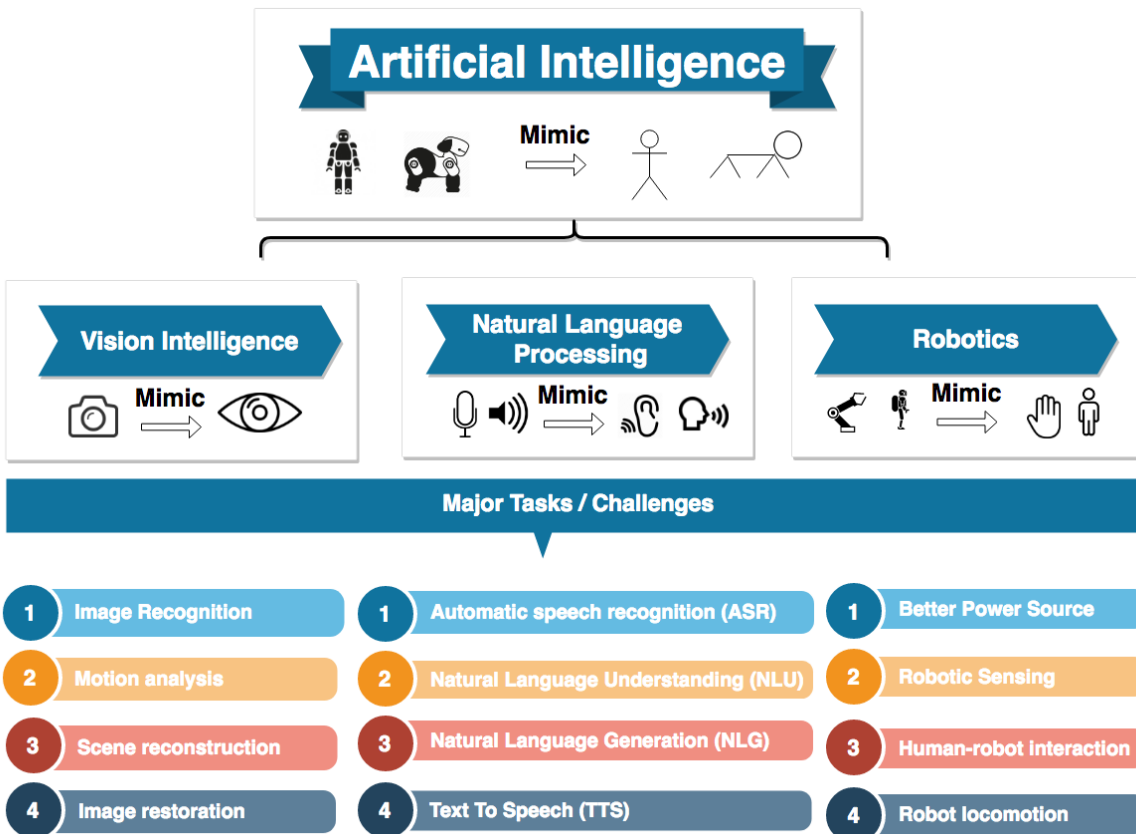 Artificial Intelligence
Mimic
Vision Intelligence
Mimic
Natural Language
Processing
Mimic
Robotics
Mimic
Major Tasks / Challenges
1 Image Recognition
2 Motion analysis
3 Scene reconstruction
4 Image restoration
1 Automatic speech recognition (ASR)
2 Natural Language Understanding (NLU)
3 Natural Language Generation (NLG)
4 Text To Speech (TTS)
1 Better Power Source
2 Robotic Sensing
3 Human-robot interaction
4 Robot locomotion